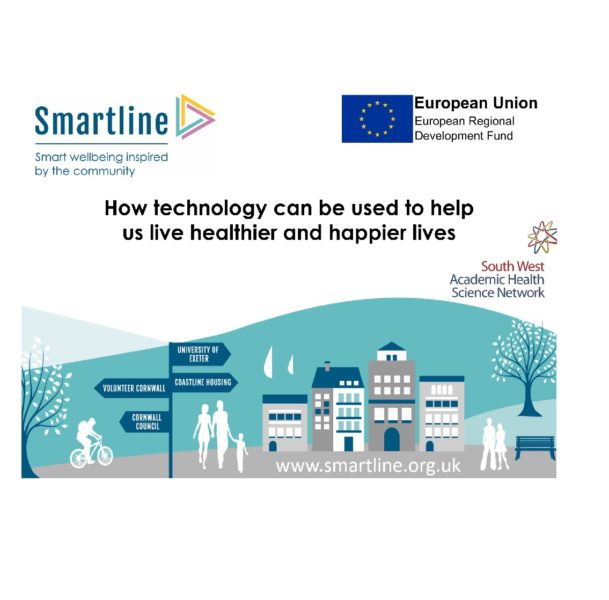 Smartline
Smart wellbeing inspired
by the community
European Union
European Regional
Development Fund
How technology can be used to help
us live healthier and happier lives
South West
Academic Health
Science Network
UNIVERSITY OF
EXETER
VOLUNTEER CORNWALL
COASTLINE HOUSING
CORNWALL
COUNCIL
www.smartline.org.uk